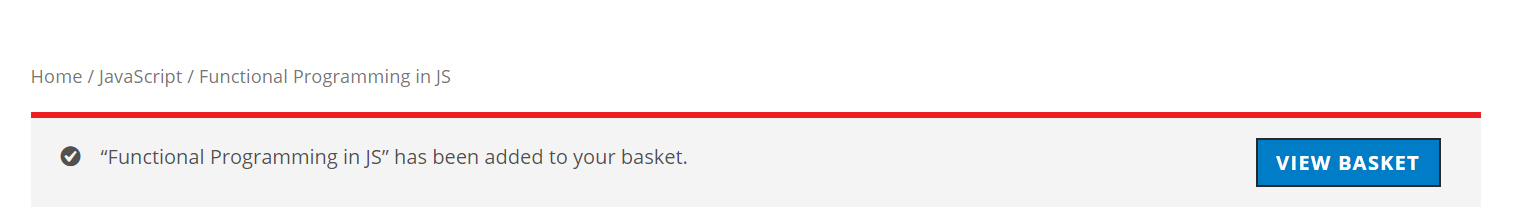 Home / JavaScript / Functional Programming in JS
“Functional Programming in JS” has been added to your basket.
VIEW BASKET